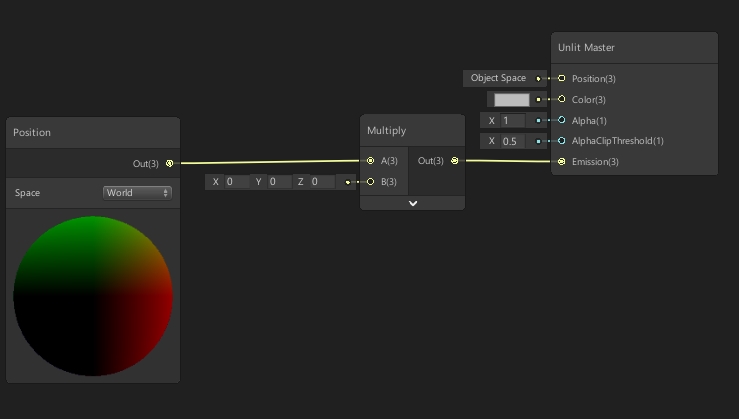 Position
Out(3)
Space
World
X 0 Y 0 Z 0
Multiply
A(3)
Out(3)
B(3)
Unlit Master
Object Space
Position(3)
Color(3)
X 1
Alpha(1)
X 0.5
AlphaClipThreshold(1)
Emission(3)